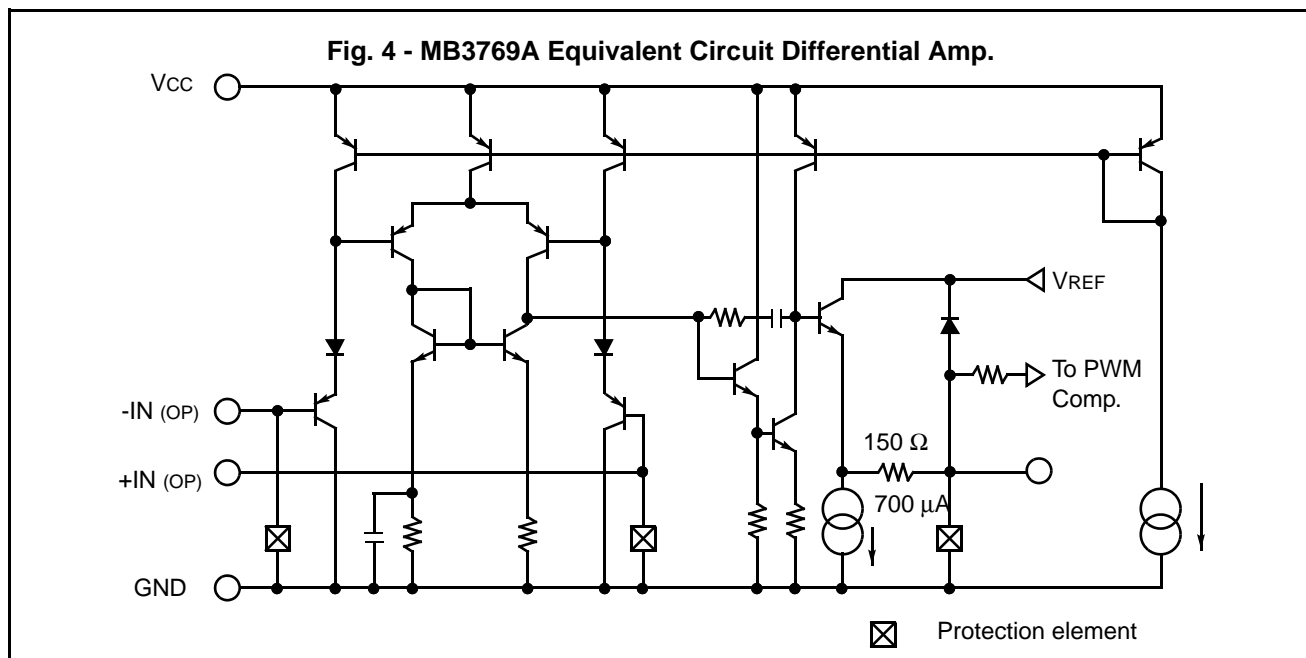 Fig. 4 - MB3769A Equivalent Circuit Differential Amp.
VCC
VREF
To PWM
Comp.
-IN (OP)
+IN (OP)
150 Ω
700 μA
GND
Protection element